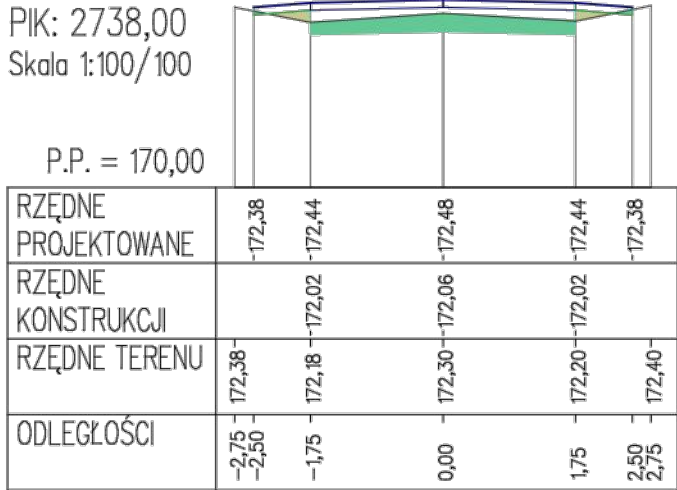 PIK: 2738,00
Skala 1:100/100
P.P. = 170,00
RZĘDNE
PROJEKTOWANE
172,38
172,44
172,48
172,44
172,38
RZĘDNE
KONSTRUKCJI
172,02
172,06
172,02
RZĘDNE TERENU
172,38
172,18
172,30
172,20
172,40
ODLEGŁOŚCI
-2,75
-2,50
-1,75
0,00
1,75
2,50
2,75